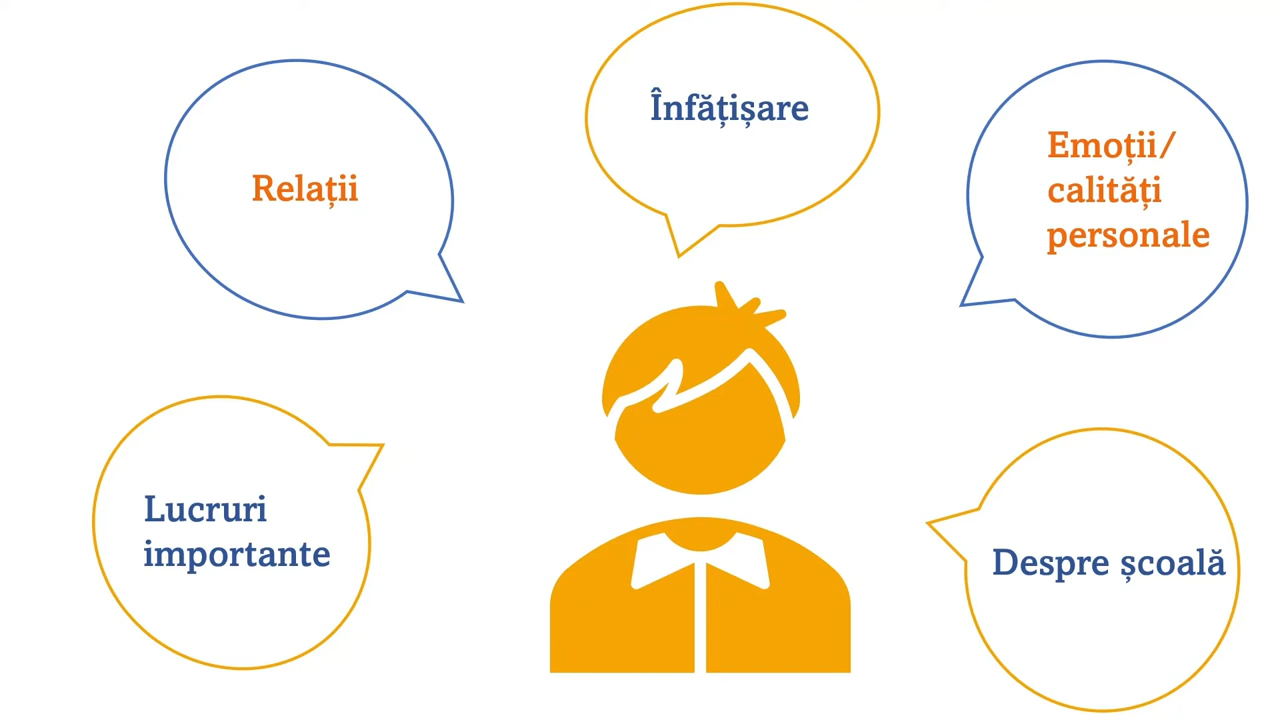 Relații
Înfățișare
Emoții/
calități
personale
Lucruri
importante
Despre școală